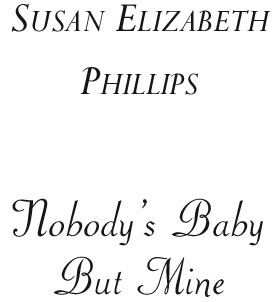 SUSAN ELIZABETH
PHILLIPS
Nobody's Baby
But Mine